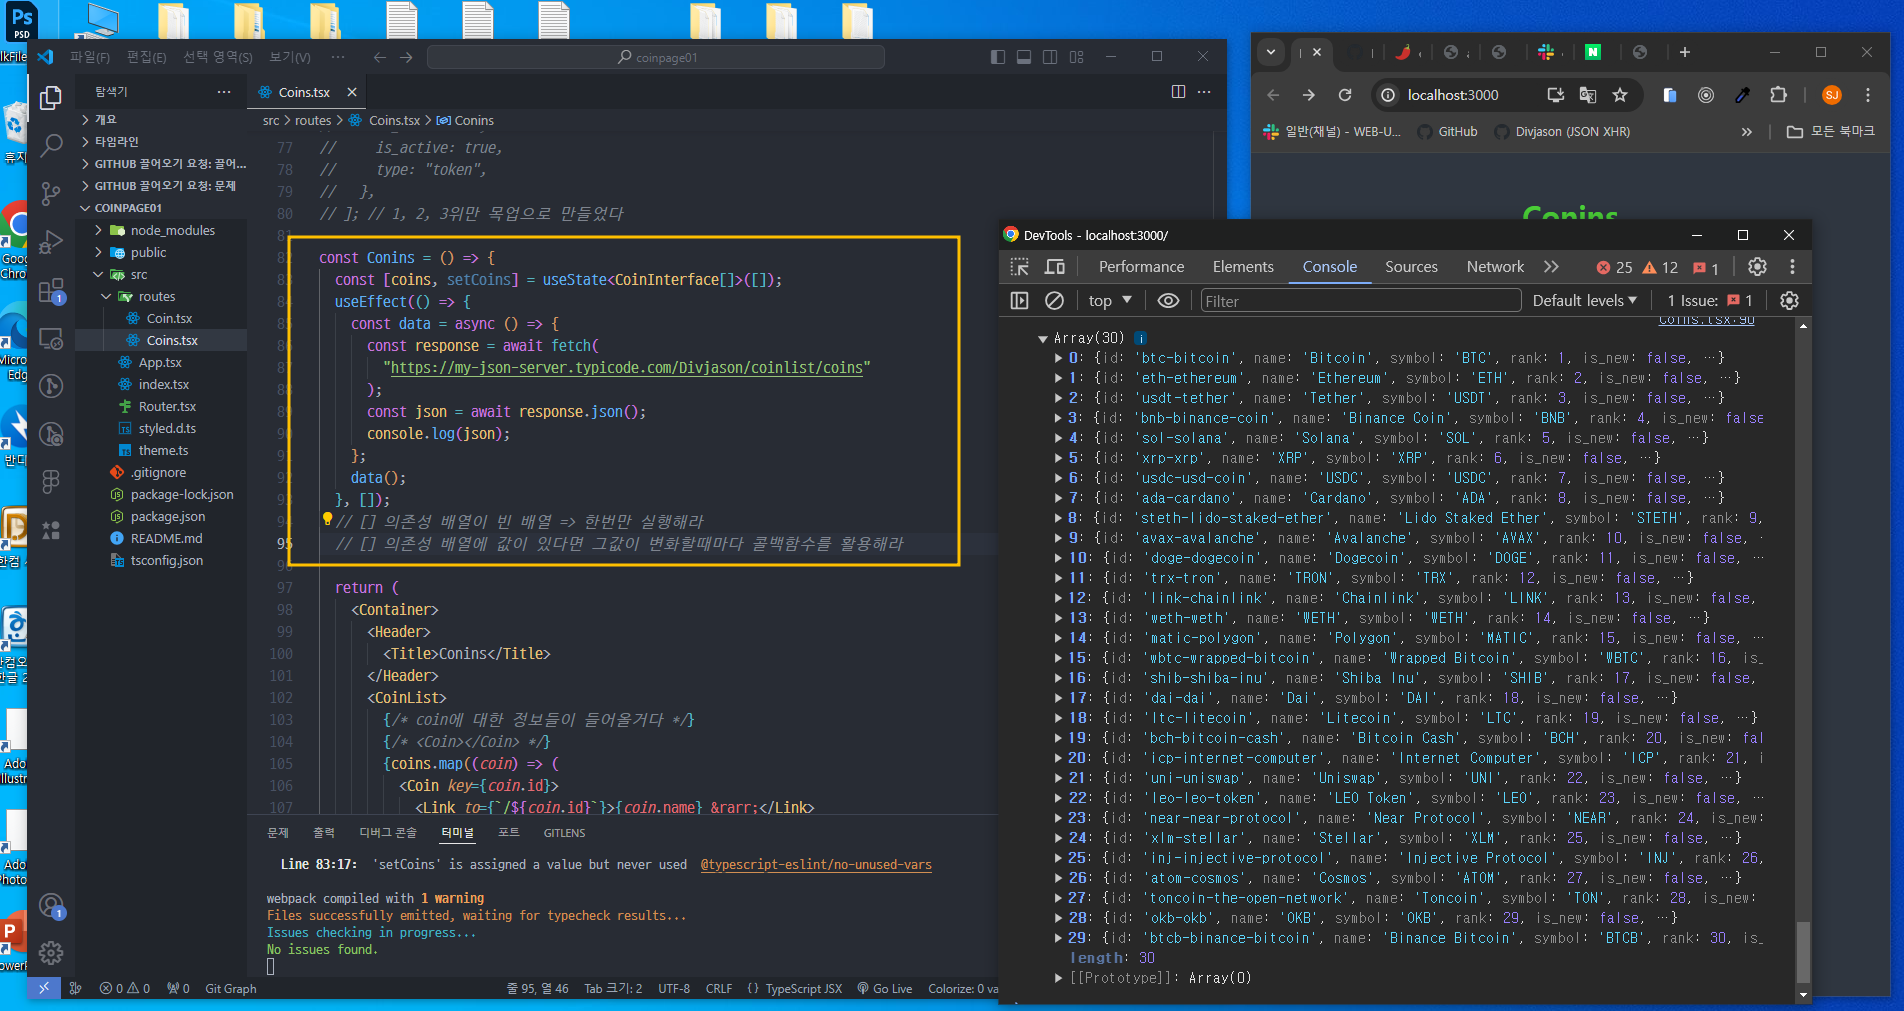 파일(F) 편집(E) 선택 영역(S) 보기(V) ···
coinpage01
탐색기
개요
타임라인
GITHUB 끌어오기 요청: 끌어...
GITHUB 끌어오기 요청: 문제
COINPAGE01
node_modules
public
src
routes
Coin.tsx
Coins.tsx
App.tsx
index.tsx
Router.tsx
styled.d.ts
theme.ts
.gitignore
package-lock.json
package.json
README.md
tsconfig.json
Coins.tsx
src > routes > Coins.tsx > Conins
77 //     is_active: true,
78 //     type: "token",
79 //   },
80 // ]; // 1, 2, 3위만 목업으로 만들었다
81
82 const Conins = () => {
83   const [coins, setCoins] = useState<CoinInterface[]>([]);
84   useEffect(() => {
85     const data = async () => {
86       const response = await fetch(
87         "https://my-json-server.typicode.com/Divjason/coinlist/coins"
88       );
89       const json = await response.json();
90       console.log(json);
91     };
92     data();
93   }, []);
94   // [] 의존성 배열이 빈 배열 => 한번만 실행해라
95   // [] 의존성 배열에 값이 있다면 그값이 변화할때마다 콜백함수를 활용해라
96
97   return (
98     <Container>
99       <Header>
100         <Title>Conins</Title>
101       </Header>
102       <CoinList>
103         {/* coin에 대한 정보들이 들어올거다 */}
104         {/* <Coin></Coin> */}
105         {coins.map((coin) => (
106           <Coin key={coin.id}>
107             <Link to={`/${coin.id}`}>{coin.name} &rarr;</Link>
문제 출력 디버그 콘솔 터미널 포트 GITLENS
Line 83:17: 'setCoins' is assigned a value but never used @typescript-eslint/no-unused-vars
webpack compiled with 1 warning
Files successfully emitted, waiting for typecheck results...
Issues checking in progress...
No issues found.
0 0 0 Git Graph 줄 95, 열 46 Tab 크기: 2 UTF-8 CRLF {} TypeScript JSX Go Live Colorize: 0 va
localhost:3000
SJ
일반(채널) - WEB-U... GitHub Divjason (JSON XHR) » 모든 북마크
Conins
DevTools - localhost:3000/
Performance Elements Console Sources Network 25 12 1
top Filter Default levels 1 Issue: 1
Coins.tsx:90
Array(30)
0: {id: 'btc-bitcoin', name: 'Bitcoin', symbol: 'BTC', rank: 1, is_new: false, …}
1: {id: 'eth-ethereum', name: 'Ethereum', symbol: 'ETH', rank: 2, is_new: false, …}
2: {id: 'usdt-tether', name: 'Tether', symbol: 'USDT', rank: 3, is_new: false, …}
3: {id: 'bnb-binance-coin', name: 'Binance Coin', symbol: 'BNB', rank: 4, is_new: false
4: {id: 'sol-solana', name: 'Solana', symbol: 'SOL', rank: 5, is_new: false, …}
5: {id: 'xrp-xrp', name: 'XRP', symbol: 'XRP', rank: 6, is_new: false, …}
6: {id: 'usdc-usd-coin', name: 'USDC', symbol: 'USDC', rank: 7, is_new: false, …}
7: {id: 'ada-cardano', name: 'Cardano', symbol: 'ADA', rank: 8, is_new: false, …}
8: {id: 'steth-lido-staked-ether', name: 'Lido Staked Ether', symbol: 'STETH', rank: 9,
9: {id: 'avax-avalanche', name: 'Avalanche', symbol: 'AVAX', rank: 10, is_new: false,
10: {id: 'doge-dogecoin', name: 'Dogecoin', symbol: 'DOGE', rank: 11, is_new: false, …
11: {id: 'trx-tron', name: 'TRON', symbol: 'TRX', rank: 12, is_new: false, …}
12: {id: 'link-chainlink', name: 'Chainlink', symbol: 'LINK', rank: 13, is_new: false,
13: {id: 'weth-weth', name: 'WETH', symbol: 'WETH', rank: 14, is_new: false, …}
14: {id: 'matic-polygon', name: 'Polygon', symbol: 'MATIC', rank: 15, is_new: false, …
15: {id: 'wbtc-wrapped-bitcoin', name: 'Wrapped Bitcoin', symbol: 'WBTC', rank: 16, is_
16: {id: 'shib-shiba-inu', name: 'Shiba Inu', symbol: 'SHIB', rank: 17, is_new: false,
17: {id: 'dai-dai', name: 'Dai', symbol: 'DAI', rank: 18, is_new: false, …}
18: {id: 'ltc-litecoin', name: 'Litecoin', symbol: 'LTC', rank: 19, is_new: false, …}
19: {id: 'bch-bitcoin-cash', name: 'Bitcoin Cash', symbol: 'BCH', rank: 20, is_new: fal
20: {id: 'icp-internet-computer', name: 'Internet Computer', symbol: 'ICP', rank: 21, i
21: {id: 'uni-uniswap', name: 'Uniswap', symbol: 'UNI', rank: 22, is_new: false, …}
22: {id: 'leo-leo-token', name: 'LEO Token', symbol: 'LEO', rank: 23, is_new: false, …
23: {id: 'near-near-protocol', name: 'Near Protocol', symbol: 'NEAR', rank: 24, is_new:
24: {id: 'xlm-stellar', name: 'Stellar', symbol: 'XLM', rank: 25, is_new: false, …}
25: {id: 'inj-injective-protocol', name: 'Injective Protocol', symbol: 'INJ', rank: 26,
26: {id: 'atom-cosmos', name: 'Cosmos', symbol: 'ATOM', rank: 27, is_new: false, …}
27: {id: 'toncoin-the-open-network', name: 'Toncoin', symbol: 'TON', rank: 28, is_new:
28: {id: 'okb-okb', name: 'OKB', symbol: 'OKB', rank: 29, is_new: false, …}
29: {id: 'btcb-binance-bitcoin', name: 'Binance Bitcoin', symbol: 'BTCB', rank: 30, is_
length: 30
[[Prototype]]: Array(0)